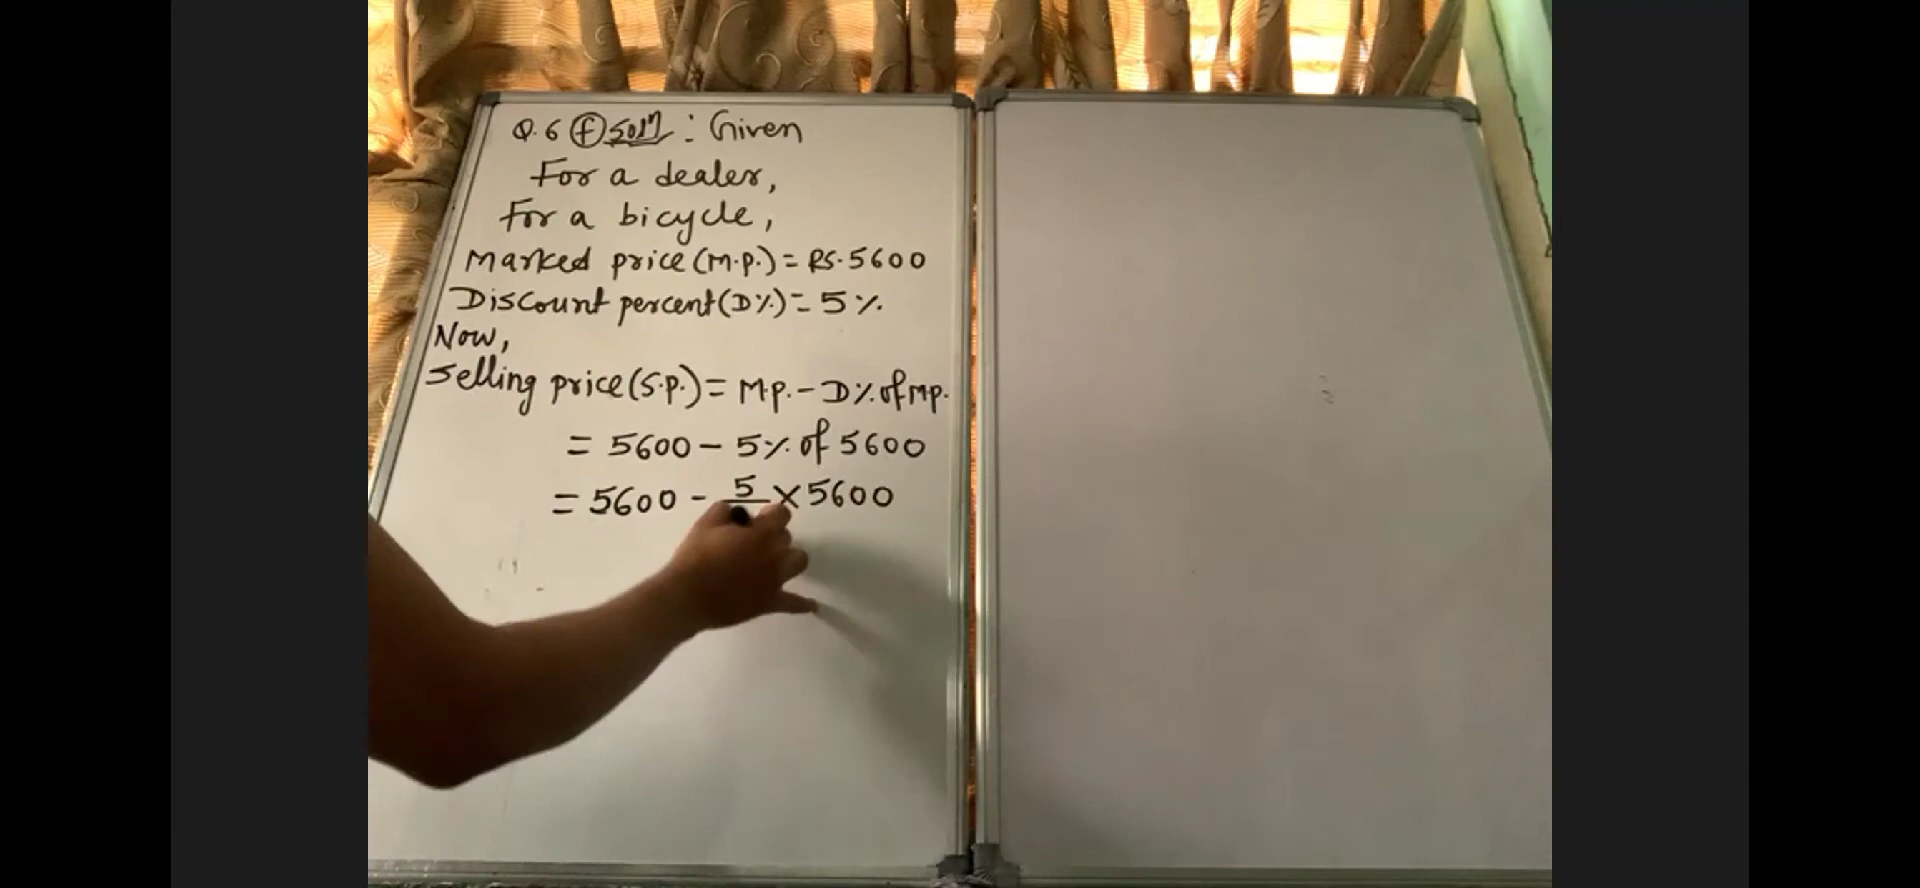 Q.6 (f) Soln : Given
For a dealer,
For a bicycle,
Marked price (M.P.) = RS. 5600
Discount percent (D%) = 5%
Now,
Selling price (S.P.) = M.P. - D% of M.P.
= 5600 - 5% of 5600
= 5600 - 5/ × 5600